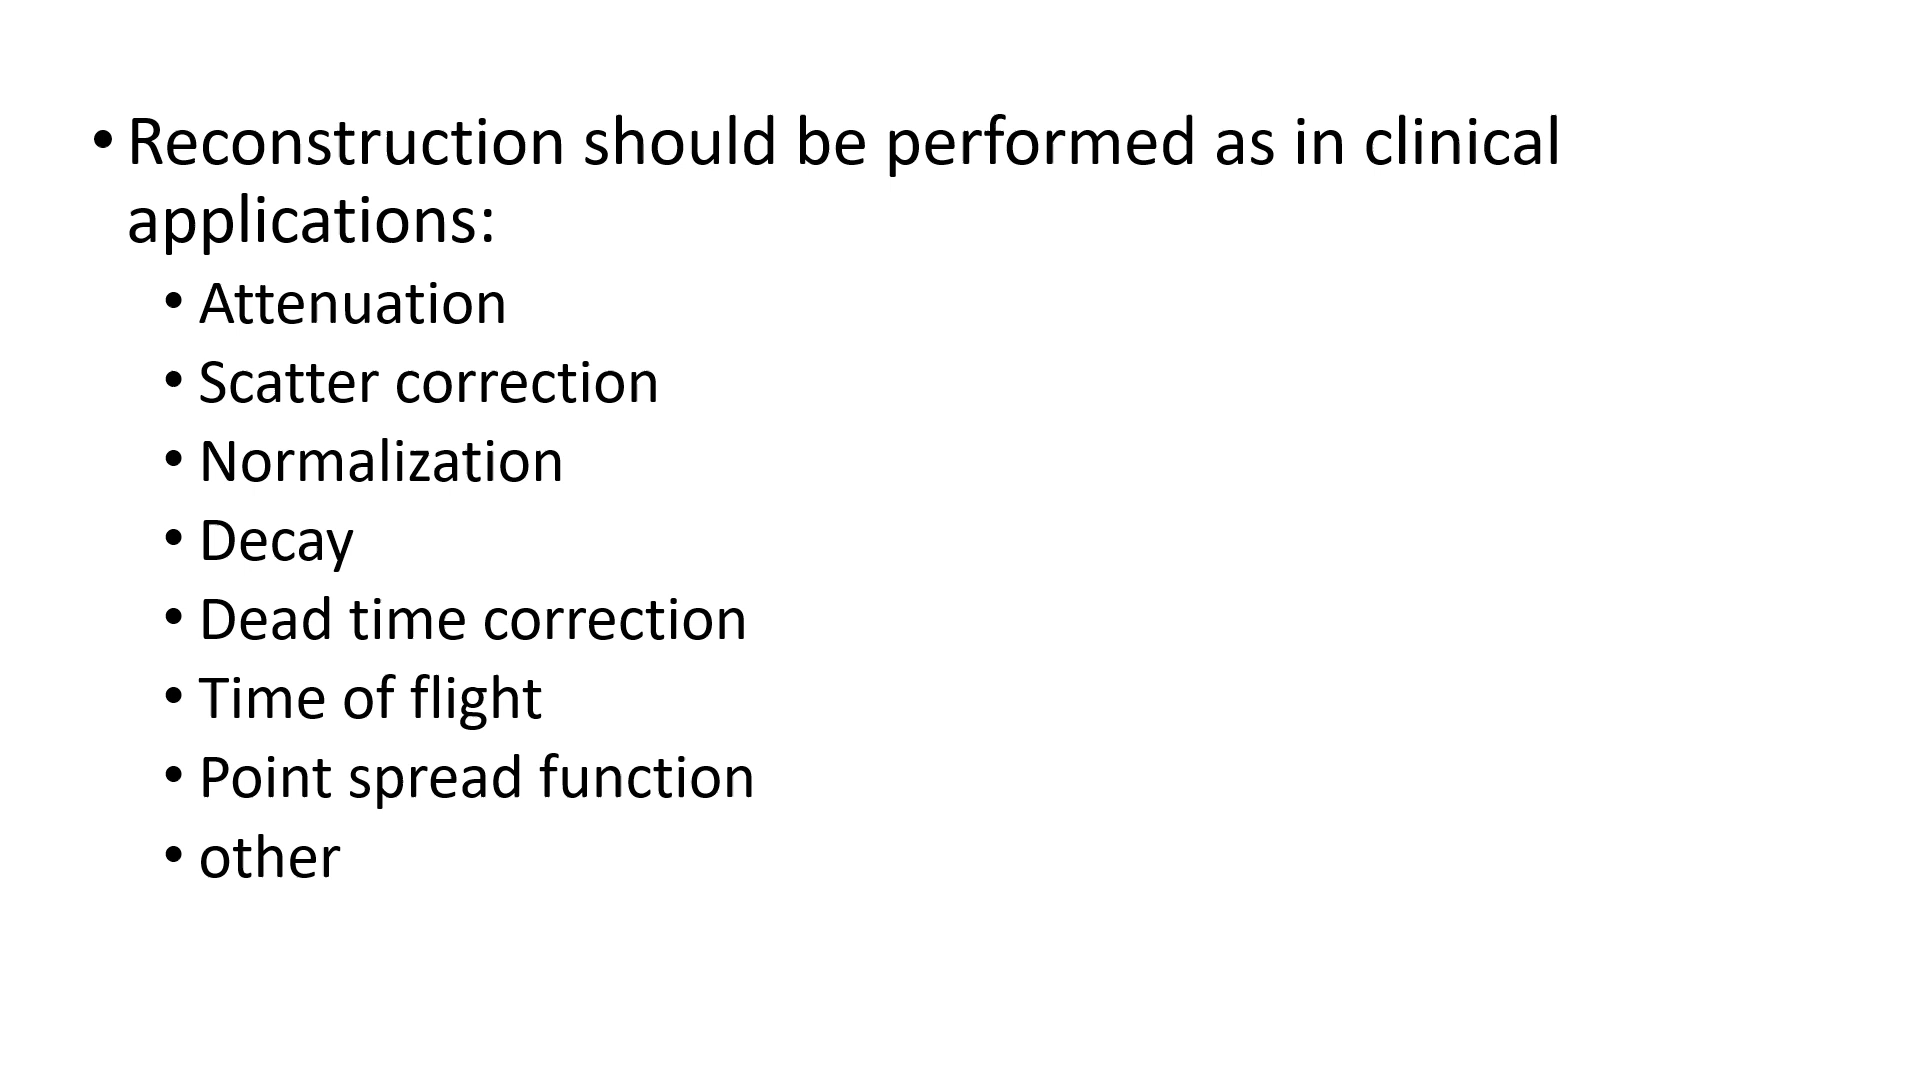 • Reconstruction should be performed as in clinical
applications:
• Attenuation
• Scatter correction
• Normalization
• Decay
• Dead time correction
• Time of flight
• Point spread function
• other